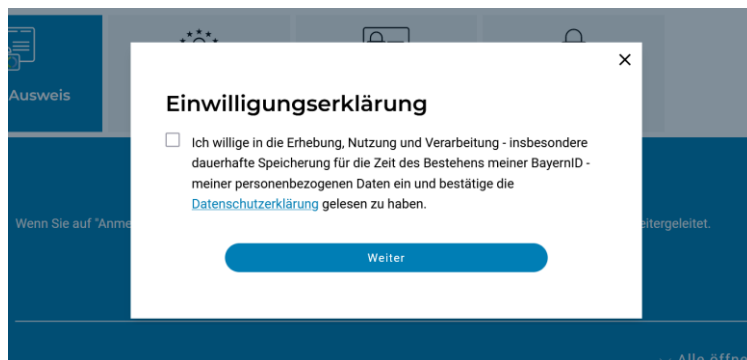 Ausweis
Einwilligungserklärung
Ich willige in die Erhebung, Nutzung und Verarbeitung - insbesondere
dauerhafte Speicherung für die Zeit des Bestehens meiner BayernID -
meiner personenbezogenen Daten ein und bestätige die
Datenschutzerklärung gelesen zu haben.
Wenn Sie auf "Anme
eitergeleitet.
Weiter
Alle öffne